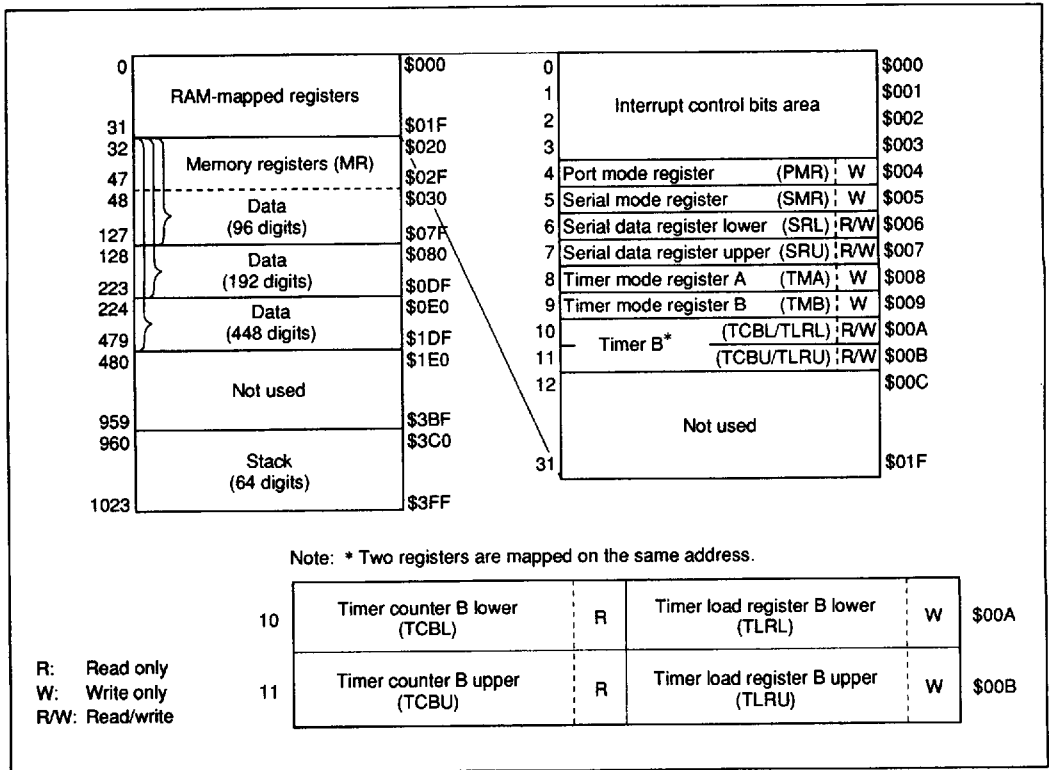 0 $000
RAM-mapped registers
31 $01F
32 $020
Memory registers (MR)
47 $02F
48 $030
Data
(96 digits)
127 $07F
128 $080
Data
(192 digits)
223 $0DF
224 $0E0
Data
(448 digits)
479 $1DF
480 $1E0
Not used
959 $3BF
960 $3C0
Stack
(64 digits)
1023 $3FF
0 $000
1 $001
Interrupt control bits area
2 $002
3 $003
4 Port mode register (PMR) W $004
5 Serial mode register (SMR) W $005
6 Serial data register lower (SRL) R/W $006
7 Serial data register upper (SRU) R/W $007
8 Timer mode register A (TMA) W $008
9 Timer mode register B (TMB) W $009
10 (TCBL/TLRL) R/W $00A
Timer B*
11 (TCBU/TLRU) R/W $00B
12 $00C
Not used
31 $01F
Note: * Two registers are mapped on the same address.
10 Timer counter B lower (TCBL) R Timer load register B lower (TLRL) W $00A
11 Timer counter B upper (TCBU) R Timer load register B upper (TLRU) W $00B
R: Read only
W: Write only
R/W: Read/write